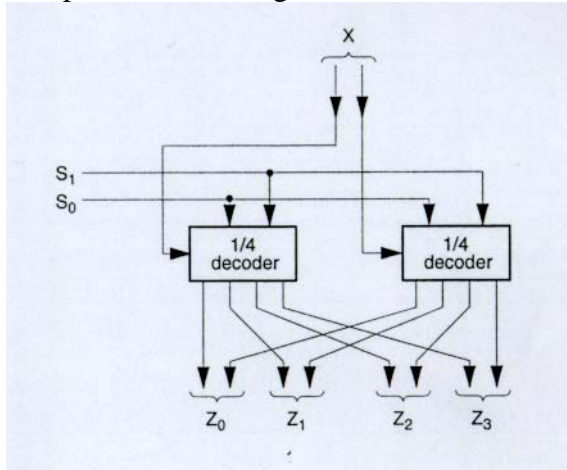 X
S₁
S₀
1/4 decoder
1/4 decoder
Z₀ Z₁ Z₂ Z₃